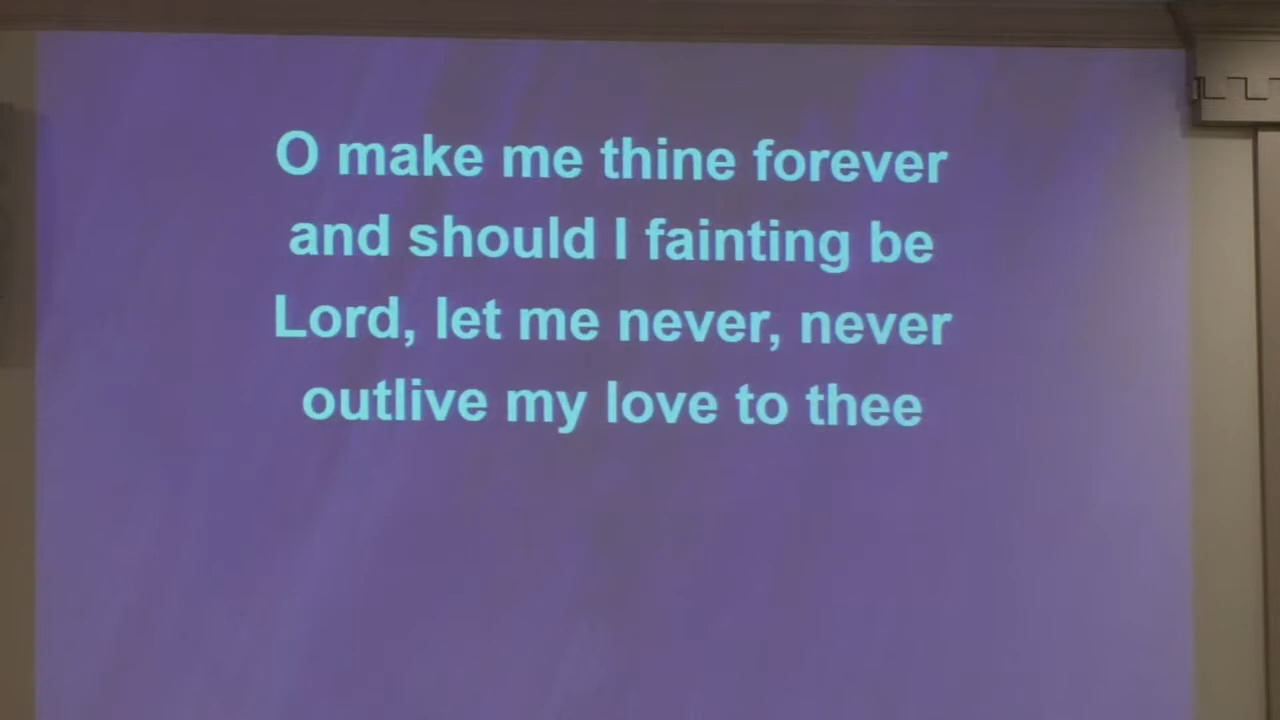 O make me thine forever
and should I fainting be
Lord, let me never, never
outlive my love to thee